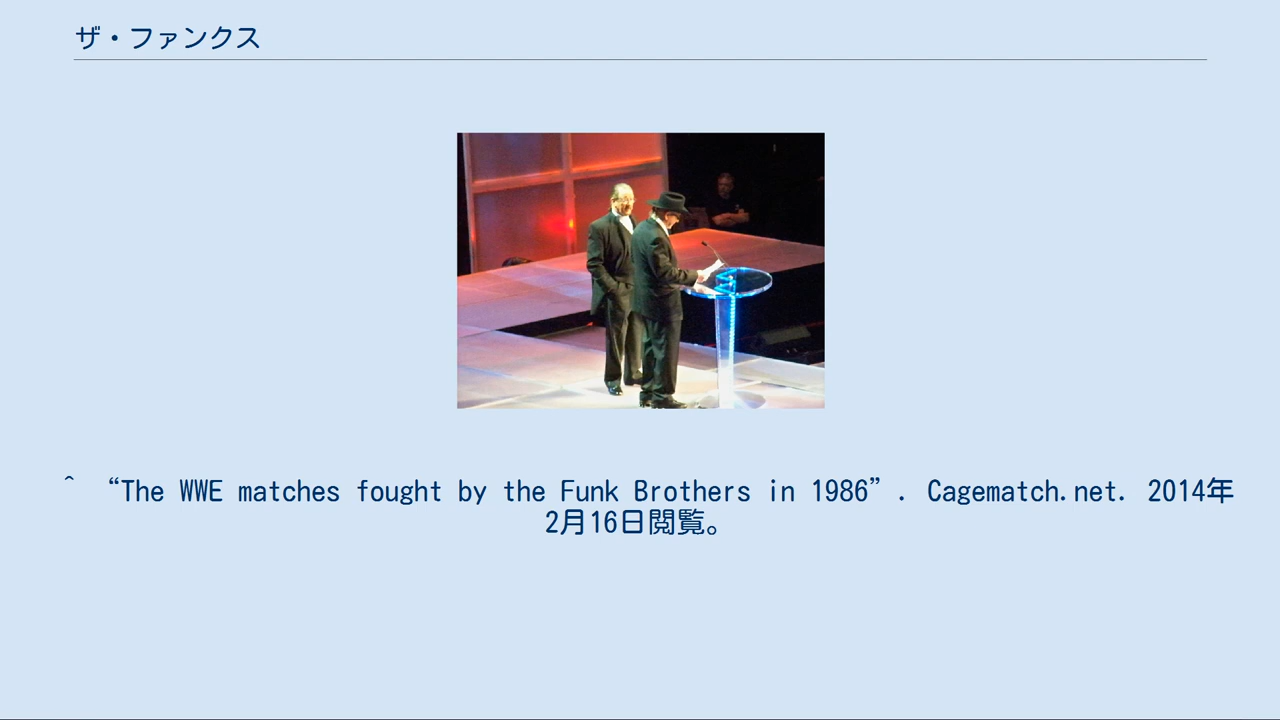 ザ・ファンクス
^ “The WWE matches fought by the Funk Brothers in 1986”. Cagematch.net. 2014年
2月16日閲覧。